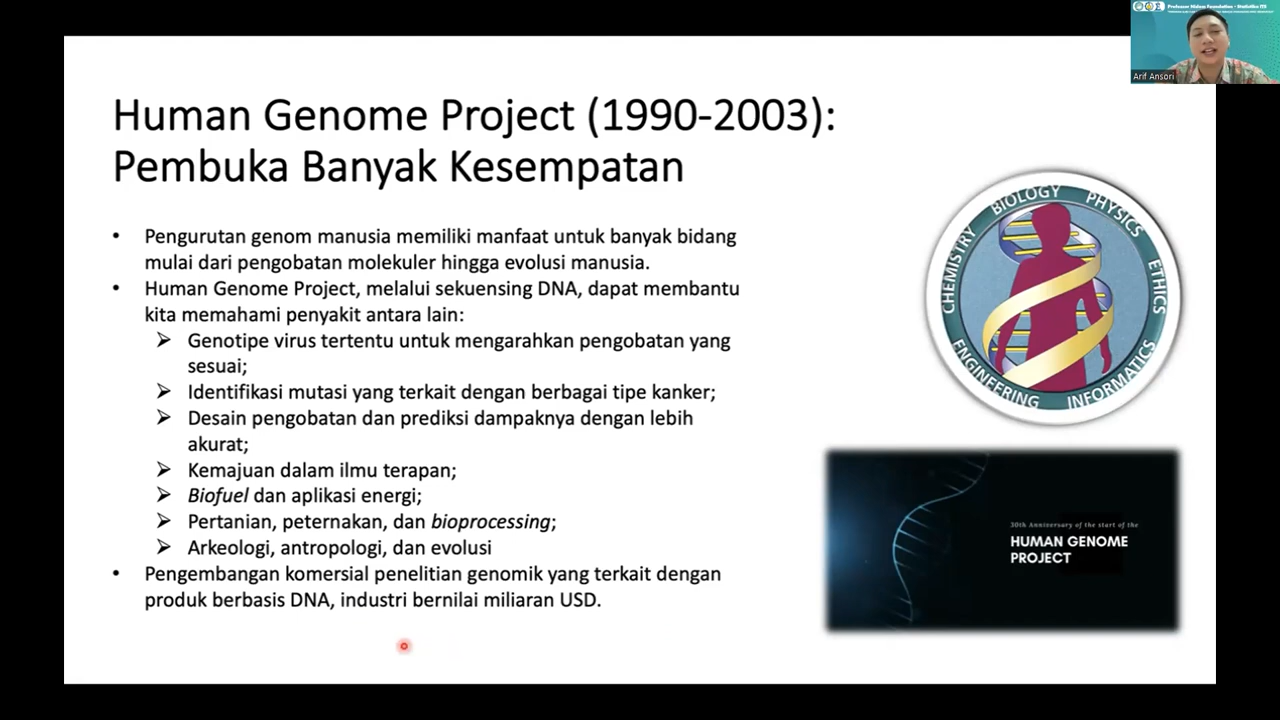 Professor Nidom Foundation - Statistika ITS
Arif Ansori
Human Genome Project (1990-2003):
Pembuka Banyak Kesempatan
• Pengurutan genom manusia memiliki manfaat untuk banyak bidang
mulai dari pengobatan molekuler hingga evolusi manusia.
• Human Genome Project, melalui sekuensing DNA, dapat membantu
kita memahami penyakit antara lain:
➢ Genotipe virus tertentu untuk mengarahkan pengobatan yang
sesuai;
➢ Identifikasi mutasi yang terkait dengan berbagai tipe kanker;
➢ Desain pengobatan dan prediksi dampaknya dengan lebih
akurat;
➢ Kemajuan dalam ilmu terapan;
➢ Biofuel dan aplikasi energi;
➢ Pertanian, peternakan, dan bioprocessing;
➢ Arkeologi, antropologi, dan evolusi
• Pengembangan komersial penelitian genomik yang terkait dengan
produk berbasis DNA, industri bernilai miliaran USD.
CHEMISTRY
BIOLOGY
PHYSICS
ETHICS
INFORMATICS
ENGINEERING
30th Anniversary of the start of the
HUMAN GENOME
PROJECT